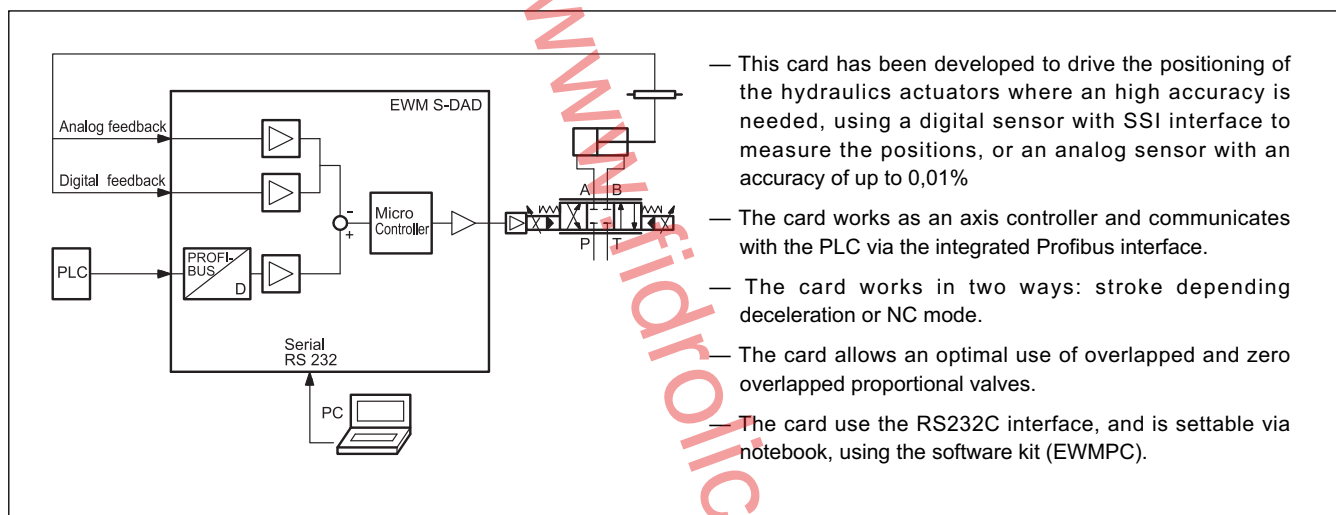 EWM S-DAD
Analog feedback
Digital feedback
PLC
PROFI-
BUS
D
-
+
Micro
Controller
A B
P T
Serial
RS 232
PC
— This card has been developed to drive the positioning of
the hydraulics actuators where an high accuracy is
needed, using a digital sensor with SSI interface to
measure the positions, or an analog sensor with an
accuracy of up to 0,01%
— The card works as an axis controller and communicates
with the PLC via the integrated Profibus interface.
— The card works in two ways: stroke depending
deceleration or NC mode.
— The card allows an optimal use of overlapped and zero
overlapped proportional valves.
— The card use the RS232C interface, and is settable via
notebook, using the software kit (EWMPC).
www.fidrolic